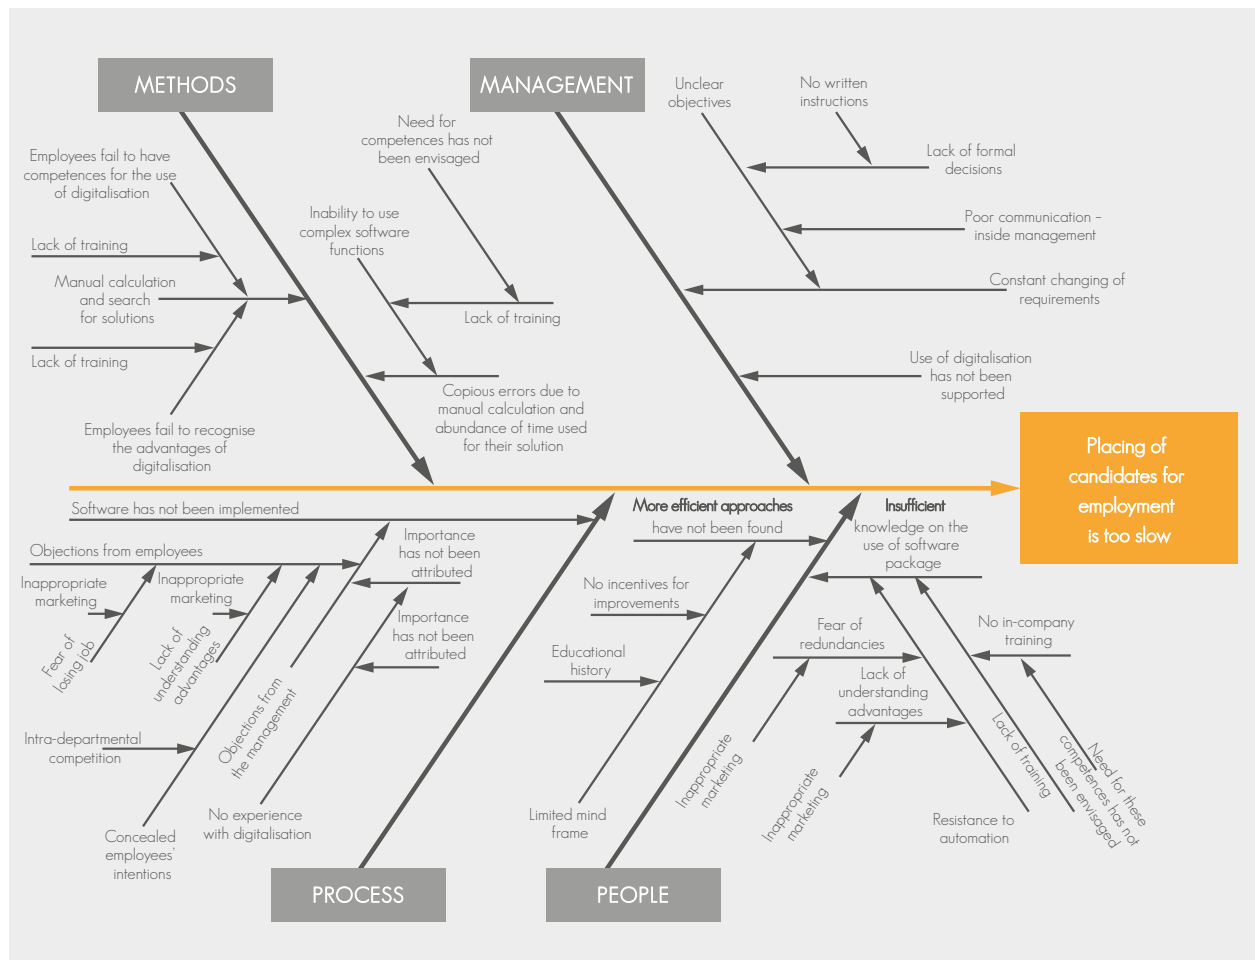 METHODS
MANAGEMENT
Unclear
objectives
No written
instructions
Need for
competences has not
been envisaged
Lack of formal
decisions
Employees fail to have
competences for the use
of digitalisation
Inability to use
complex software
functions
Poor communication –
inside management
Lack of training
Manual calculation
and search
for solutions
Constant changing of
requirements
Lack of training
Lack of training
Use of digitalisation
has not been
supported
Copious errors due to
manual calculation and
abundance of time used
for their solution
Employees fail to recognise
the advantages of
digitalisation
Placing of
candidates for
employment
is too slow
Software has not been implemented
More efficient approaches
have not been found
Insufficient
knowledge on the
use of software
package
Objections from employees
Importance
has not been
attributed
Inappropriate
marketing
Inappropriate
marketing
No incentives for
improvements
Importance
has not been
attributed
Fear of
losing job
Lack of
understanding
advantages
Fear of
redundancies
No in-company
training
Educational
history
Lack of
understanding
advantages
Objections from
the management
Intra-departmental
competition
Inappropriate
marketing
Inappropriate
marketing
Lack of training
Need for these
competences has not
been envisaged
No experience
with digitalisation
Limited mind
frame
Resistance to
automation
Concealed
employees'
intentions
PROCESS
PEOPLE